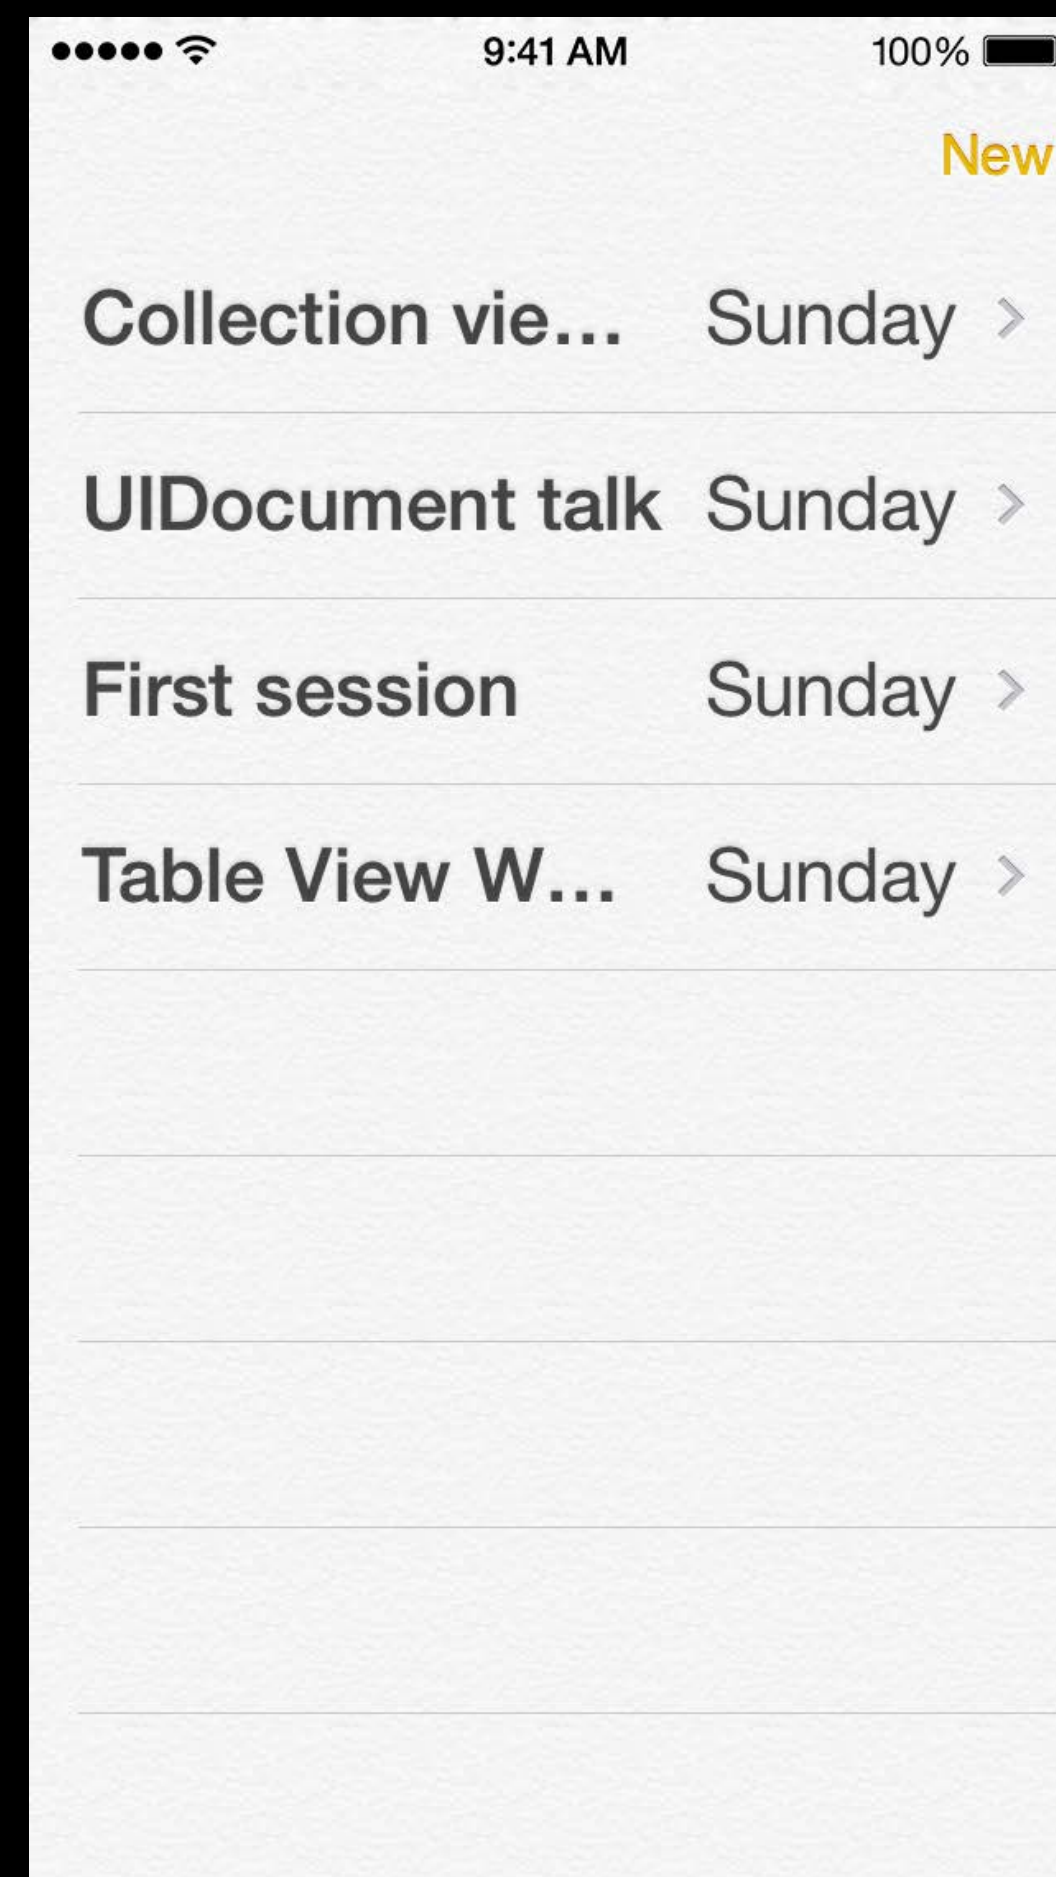 9:41 AM 100%
New
Collection vie... Sunday
UIDocument talk Sunday
First session Sunday
Table View W... Sunday